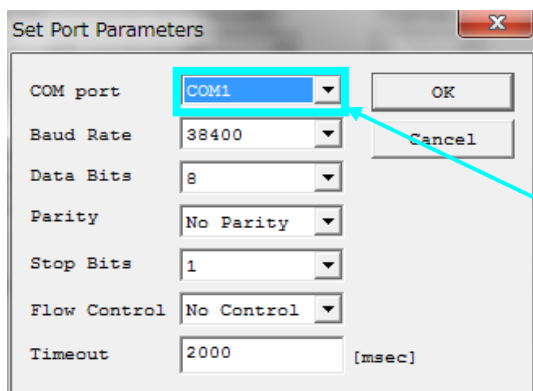 Set Port Parameters
COM port COM1 OK
Baud Rate 38400 Cancel
Data Bits 8
Parity No Parity
Stop Bits 1
Flow Control No Control
Timeout 2000 [msec]